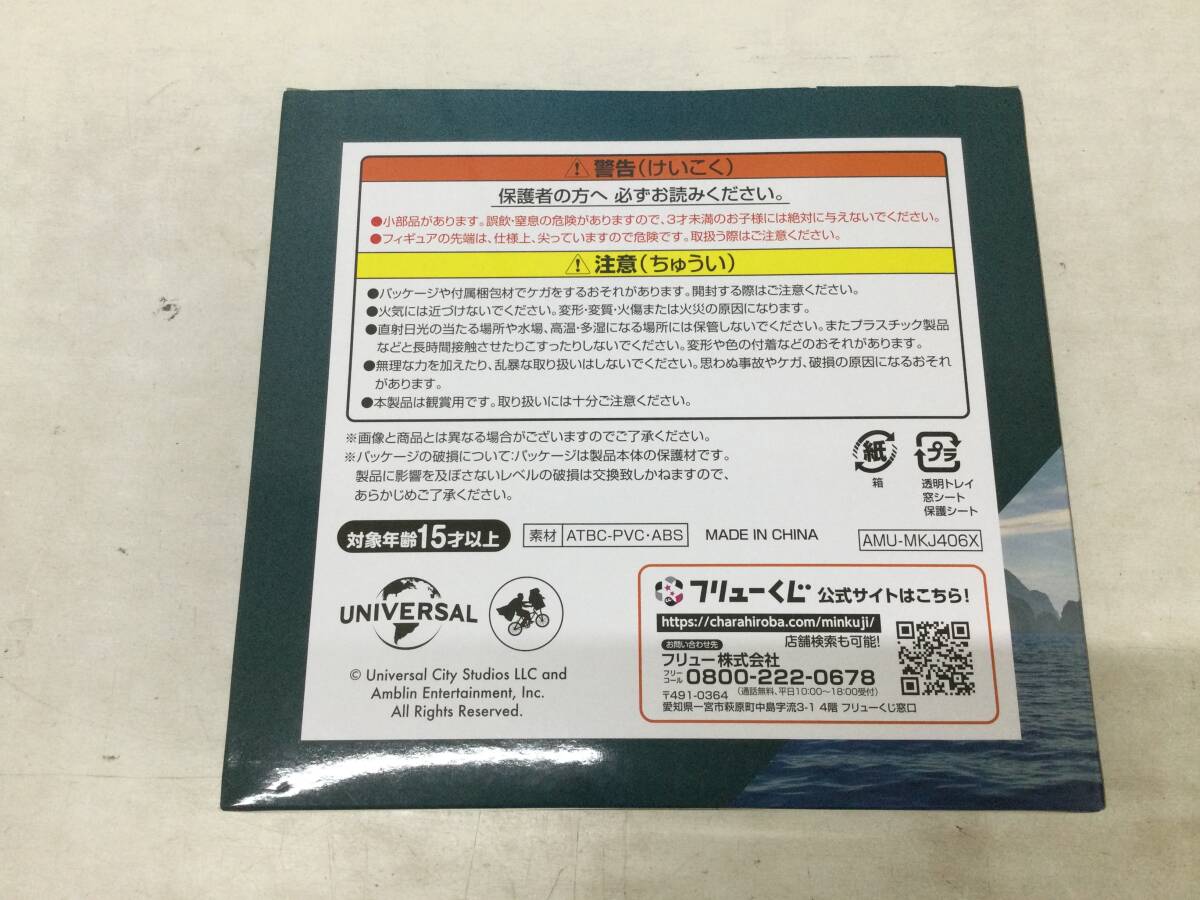 警告(けいこく)
保護者の方へ 必ずお読みください。
●小部品があります。誤飲・窒息の危険がありますので、3才未満のお子様には絶対に与えないでください。
●フィギュアの先端は、仕様上、尖っていますので危険です。取扱う際はご注意ください。
注意(ちゅうい)
●パッケージや付属梱包材でケガをするおそれがあります。開封する際はご注意ください。
●火気には近づけないでください。変形・変質・火傷または火災の原因になります。
●直射日光の当たる場所や水場、高温・多湿になる場所には保管しないでください。またプラスチック製品
などと長時間接触させたりこすったりしないでください。変形や色の付着などのおそれがあります。
●無理な力を加えたり、乱暴な取り扱いはしないでください。思わぬ事故やケガ、破損の原因になるおそれ
があります。
●本製品は観賞用です。取り扱いには十分ご注意ください。
※画像と商品とは異なる場合がございますのでご了承ください。
※パッケージの破損について:パッケージは製品本体の保護材です。
製品に影響を及ぼさないレベルの破損は交換致しかねますので、
あらかじめご了承ください。
紙
箱
プラ
透明トレイ
窓シート
保護シート
対象年齢15才以上
素材 ATBC-PVC・ABS
MADE IN CHINA
AMU-MKJ406X
UNIVERSAL
© Universal City Studios LLC and
Amblin Entertainment, Inc.
All Rights Reserved.
フリューくじ 公式サイトはこちら!
https://charahiroba.com/minkuji/
店舗検索も可能!
お問い合わせ先
フリュー株式会社
フリーコール 0800-222-0678
〒491-0364 (通話無料、平日10:00〜18:00受付)
愛知県一宮市萩原町中島字流3-1 4階 フリューくじ窓口